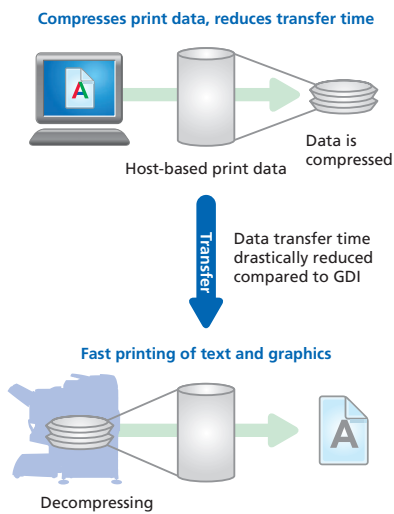 Compresses print data, reduces transfer time
A
Host-based print data
Data is
compressed
Transfer
Data transfer time
drastically reduced
compared to GDI
Fast printing of text and graphics
A
Decompressing